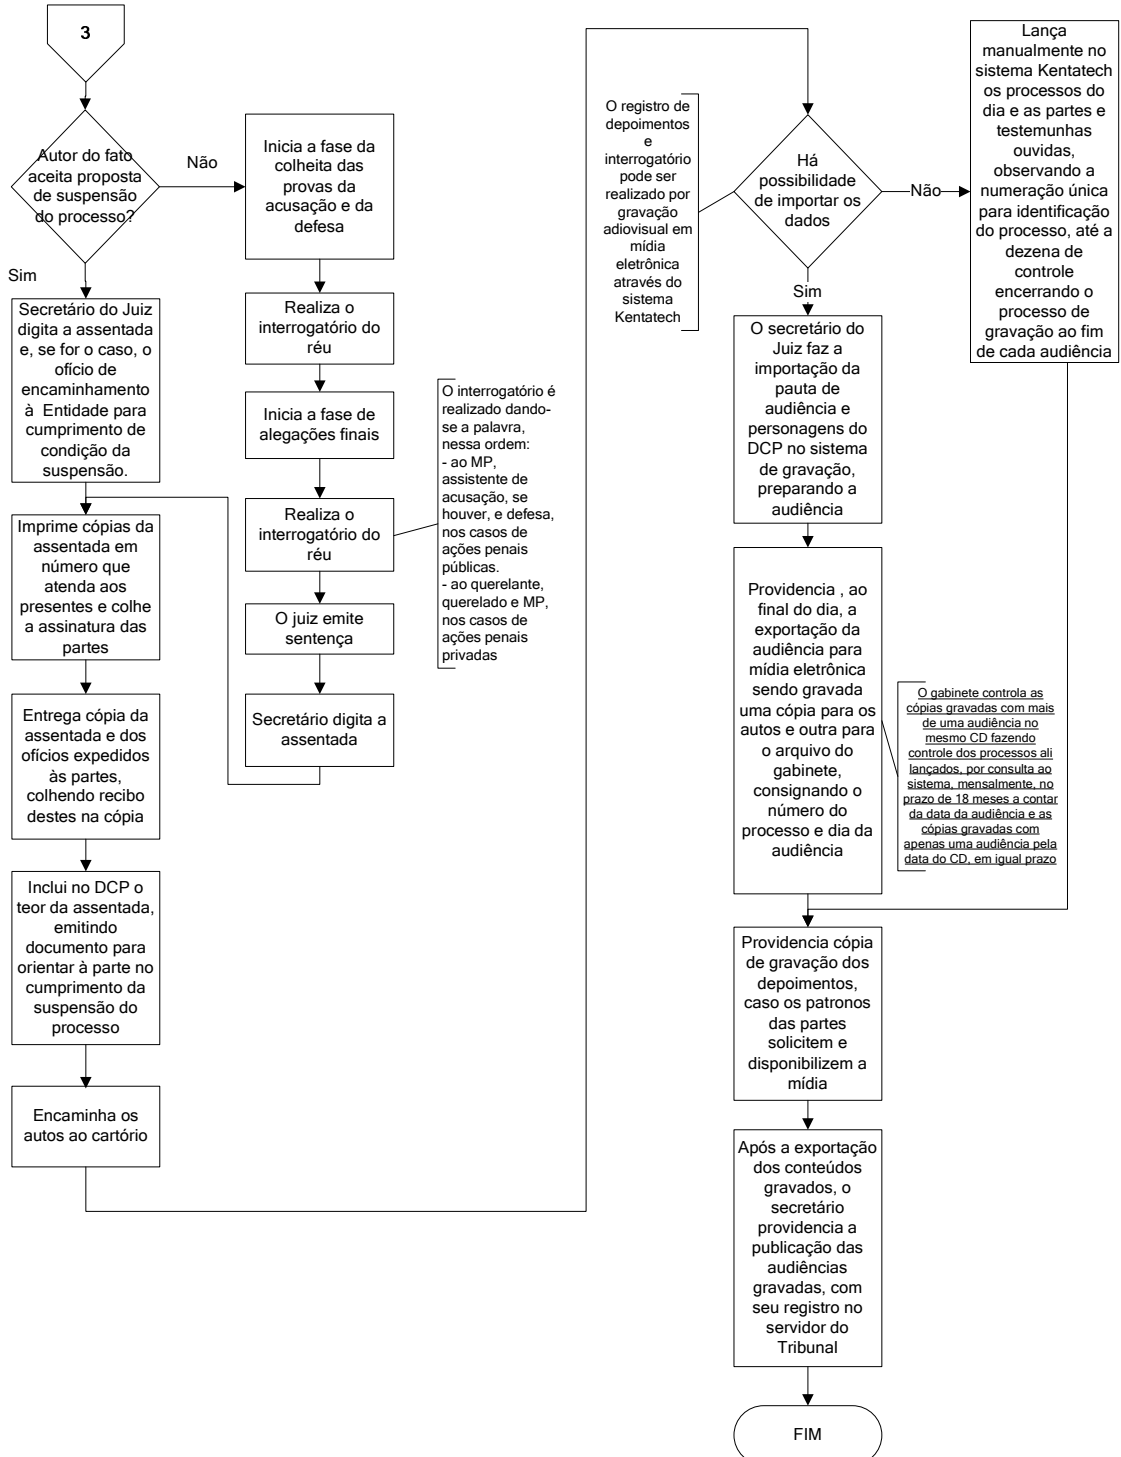 3
Autor do fato
aceita proposta
de suspensão
do processo?
Não
Sim
Secretário do Juiz
digita a assentada
e, se for o caso, o
ofício de
encaminhamento
à Entidade para
cumprimento de
condição da
suspensão.
Imprime cópias da
assentada em
número que
atenda aos
presentes e colhe
a assinatura das
partes
Entrega cópia da
assentada e dos
ofícios expedidos
às partes,
colhendo recibo
destes na cópia
Inclui no DCP o
teor da assentada,
emitindo
documento para
orientar à parte no
cumprimento da
suspensão do
processo
Encaminha os
autos ao cartório
Inicia a fase da
colheita das
provas da
acusação e da
defesa
Realiza o
interrogatório do
réu
Inicia a fase de
alegações finais
Realiza o
interrogatório do
réu
O juiz emite
sentença
Secretário digita a
assentada
O interrogatório é
realizado dando-
se a palavra,
nessa ordem:
- ao MP,
assistente de
acusação, se
houver, e defesa,
nos casos de
ações penais
públicas.
- ao querelante,
querelado e MP,
nos casos de
ações penais
privadas
O registro de
depoimentos
e
interrogatório
pode ser
realizado por
gravação
adiovisual em
mídia
eletrônica
através do
sistema
Kentatech
Há
possibilidade
de importar os
dados
Não
Sim
Lança
manualmente no
sistema Kentatech
os processos do
dia e as partes e
testemunhas
ouvidas,
observando a
numeração única
para identificação
do processo, até a
dezena de
controle
encerrando o
processo de
gravação ao fim
de cada audiência
O secretário do
Juiz faz a
importação da
pauta de
audiência e
personagens do
DCP no sistema
de gravação,
preparando a
audiência
Providencia , ao
final do dia, a
exportação da
audiência para
mídia eletrônica
sendo gravada
uma cópia para os
autos e outra para
o arquivo do
gabinete,
consignando o
número do
processo e dia da
audiência
O gabinete controla as
cópias gravadas com mais
de uma audiência no
mesmo CD fazendo
controle dos processos ali
lançados, por consulta ao
sistema, mensalmente, no
prazo de 18 meses a contar
da data da audiência e as
cópias gravadas com
apenas uma audiência pela
data do CD, em igual prazo
Providencia cópia
de gravação dos
depoimentos,
caso os patronos
das partes
solicitem e
disponibilizem a
mídia
Após a exportação
dos conteúdos
gravados, o
secretário
providencia a
publicação das
audiências
gravadas, com
seu registro no
servidor do
Tribunal
FIM